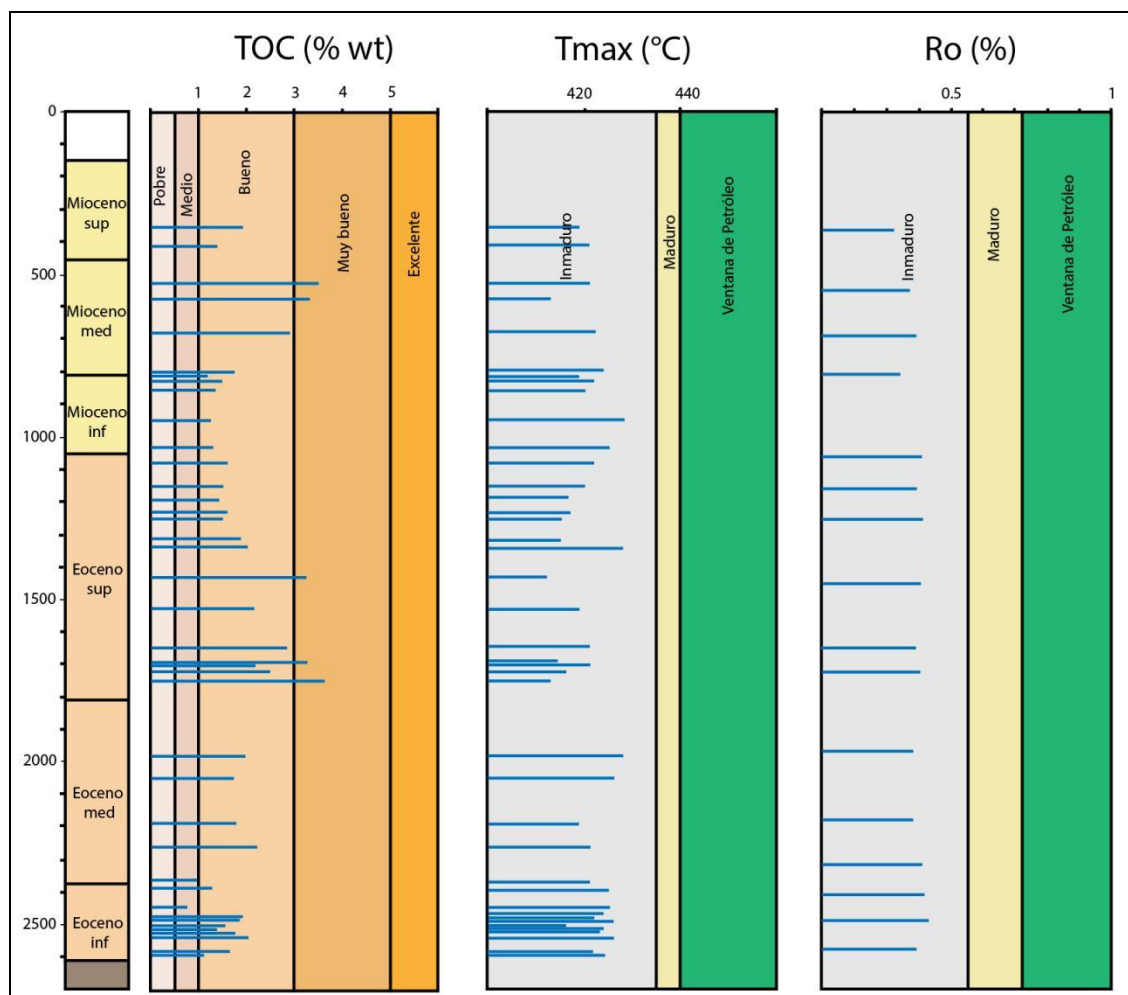 TOC (% wt)
Tmax (°C)
Ro (%)
1 2 3 4 5
420 440
0.5 1
0
500
1000
1500
2000
2500
Mioceno
sup
Mioceno
med
Mioceno
inf
Eoceno
sup
Eoceno
med
Eoceno
inf
Pobre
Medio
Bueno
Muy bueno
Excelente
Inmaduro
Maduro
Ventana de Petróleo
Inmaduro
Maduro
Ventana de Petróleo